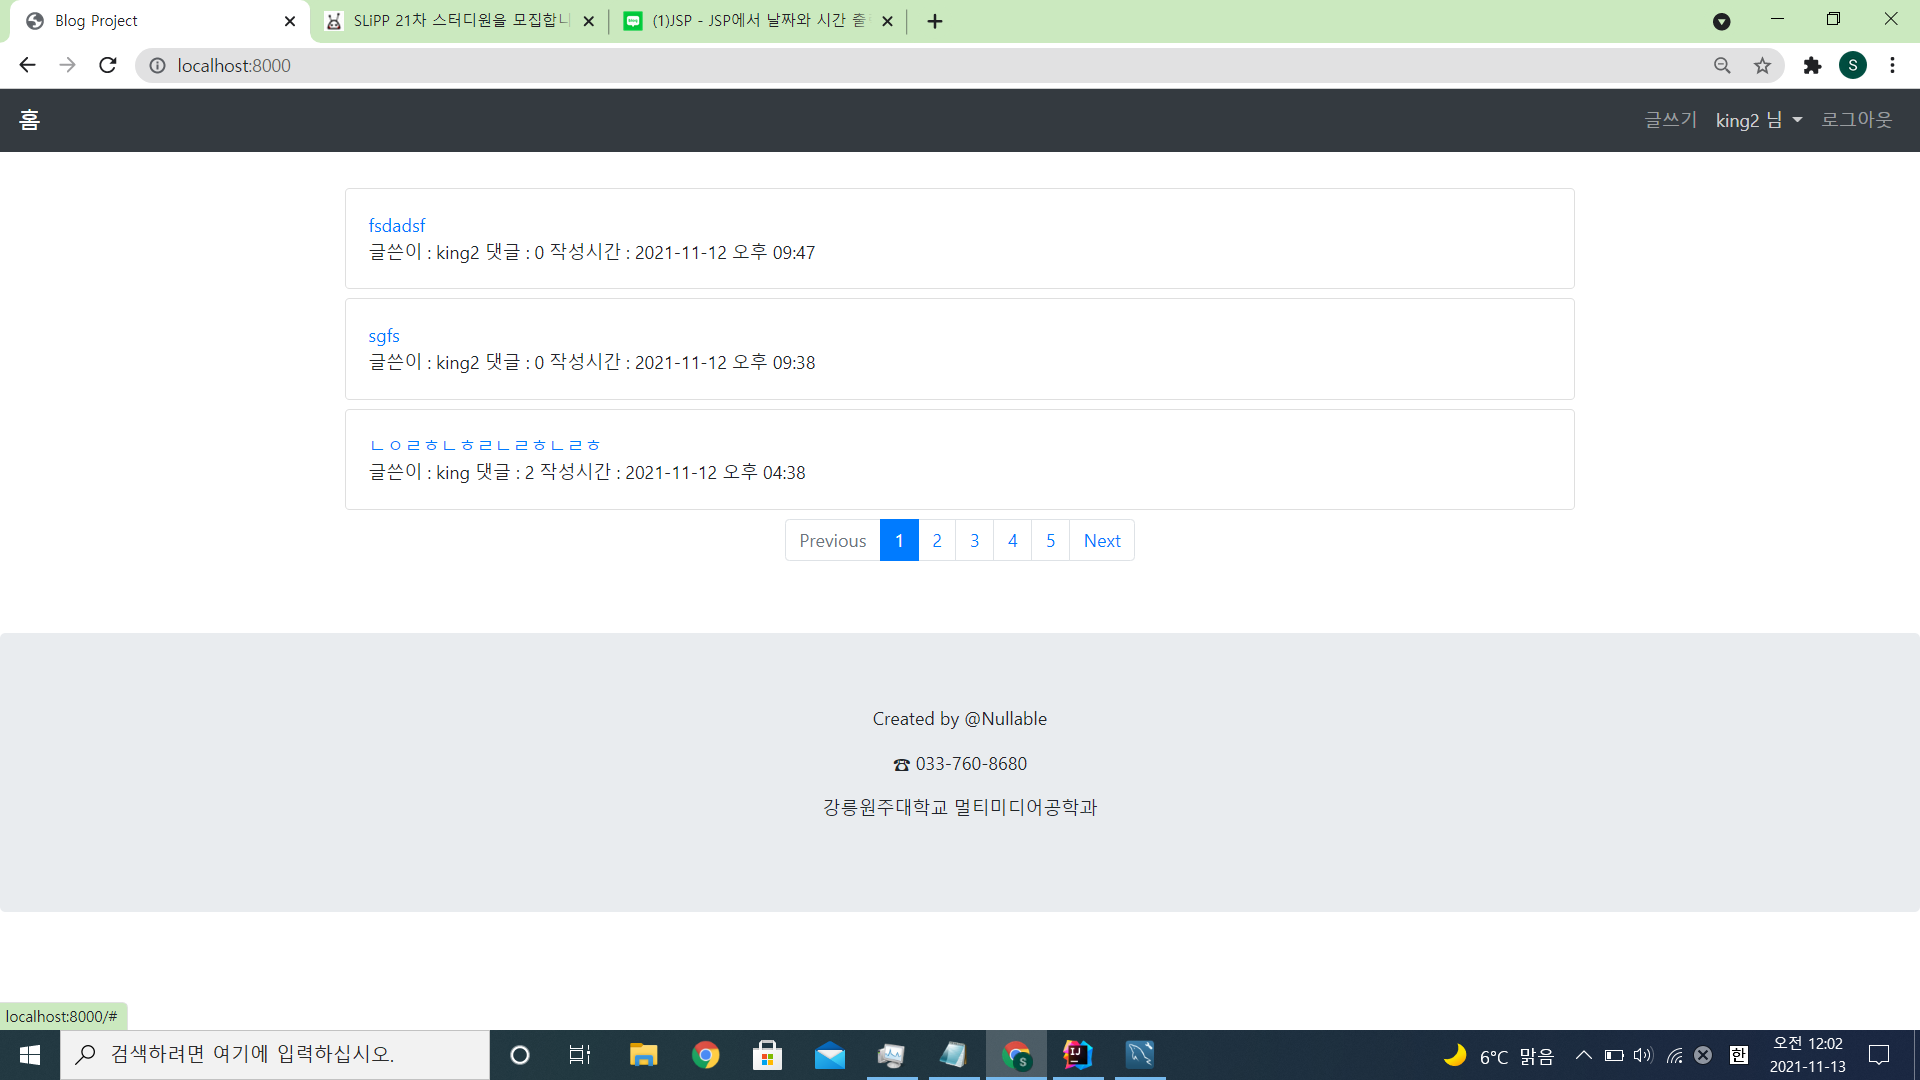 Blog Project
SLiPP 21차 스터디원을 모집합니
(1)JSP - JSP에서 날짜와 시간 출
localhost:8000
S
홈
글쓰기
king2 님
로그아웃
fsdadsf
글쓴이 : king2 댓글 : 0 작성시간 : 2021-11-12 오후 09:47
sgfs
글쓴이 : king2 댓글 : 0 작성시간 : 2021-11-12 오후 09:38
ㄴㅇㄹㅎㄴㅎㄹㄴㄹㅎㄴㄹㅎ
글쓴이 : king 댓글 : 2 작성시간 : 2021-11-12 오후 04:38
Previous 1 2 3 4 5 Next
Created by @Nullable
☎ 033-760-8680
강릉원주대학교 멀티미디어공학과
localhost:8000/#
검색하려면 여기에 입력하십시오.
6°C 맑음
한
오전 12:02
2021-11-13